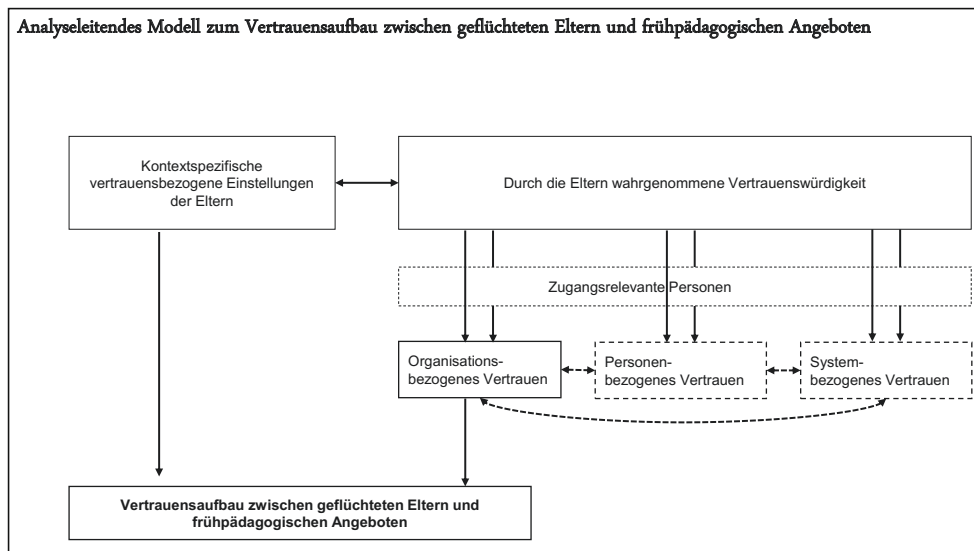 Analyseleitendes Modell zum Vertrauensaufbau zwischen geflüchteten Eltern und frühpädagogischen Angeboten
Kontextspezifische
vertrauensbezogene Einstellungen
der Eltern
Durch die Eltern wahrgenommene Vertrauenswürdigkeit
Zugangsrelevante Personen
Organisations-
bezogenes Vertrauen
Personen-
bezogenes Vertrauen
System-
bezogenes Vertrauen
Vertrauensaufbau zwischen geflüchteten Eltern und
frühpädagogischen Angeboten